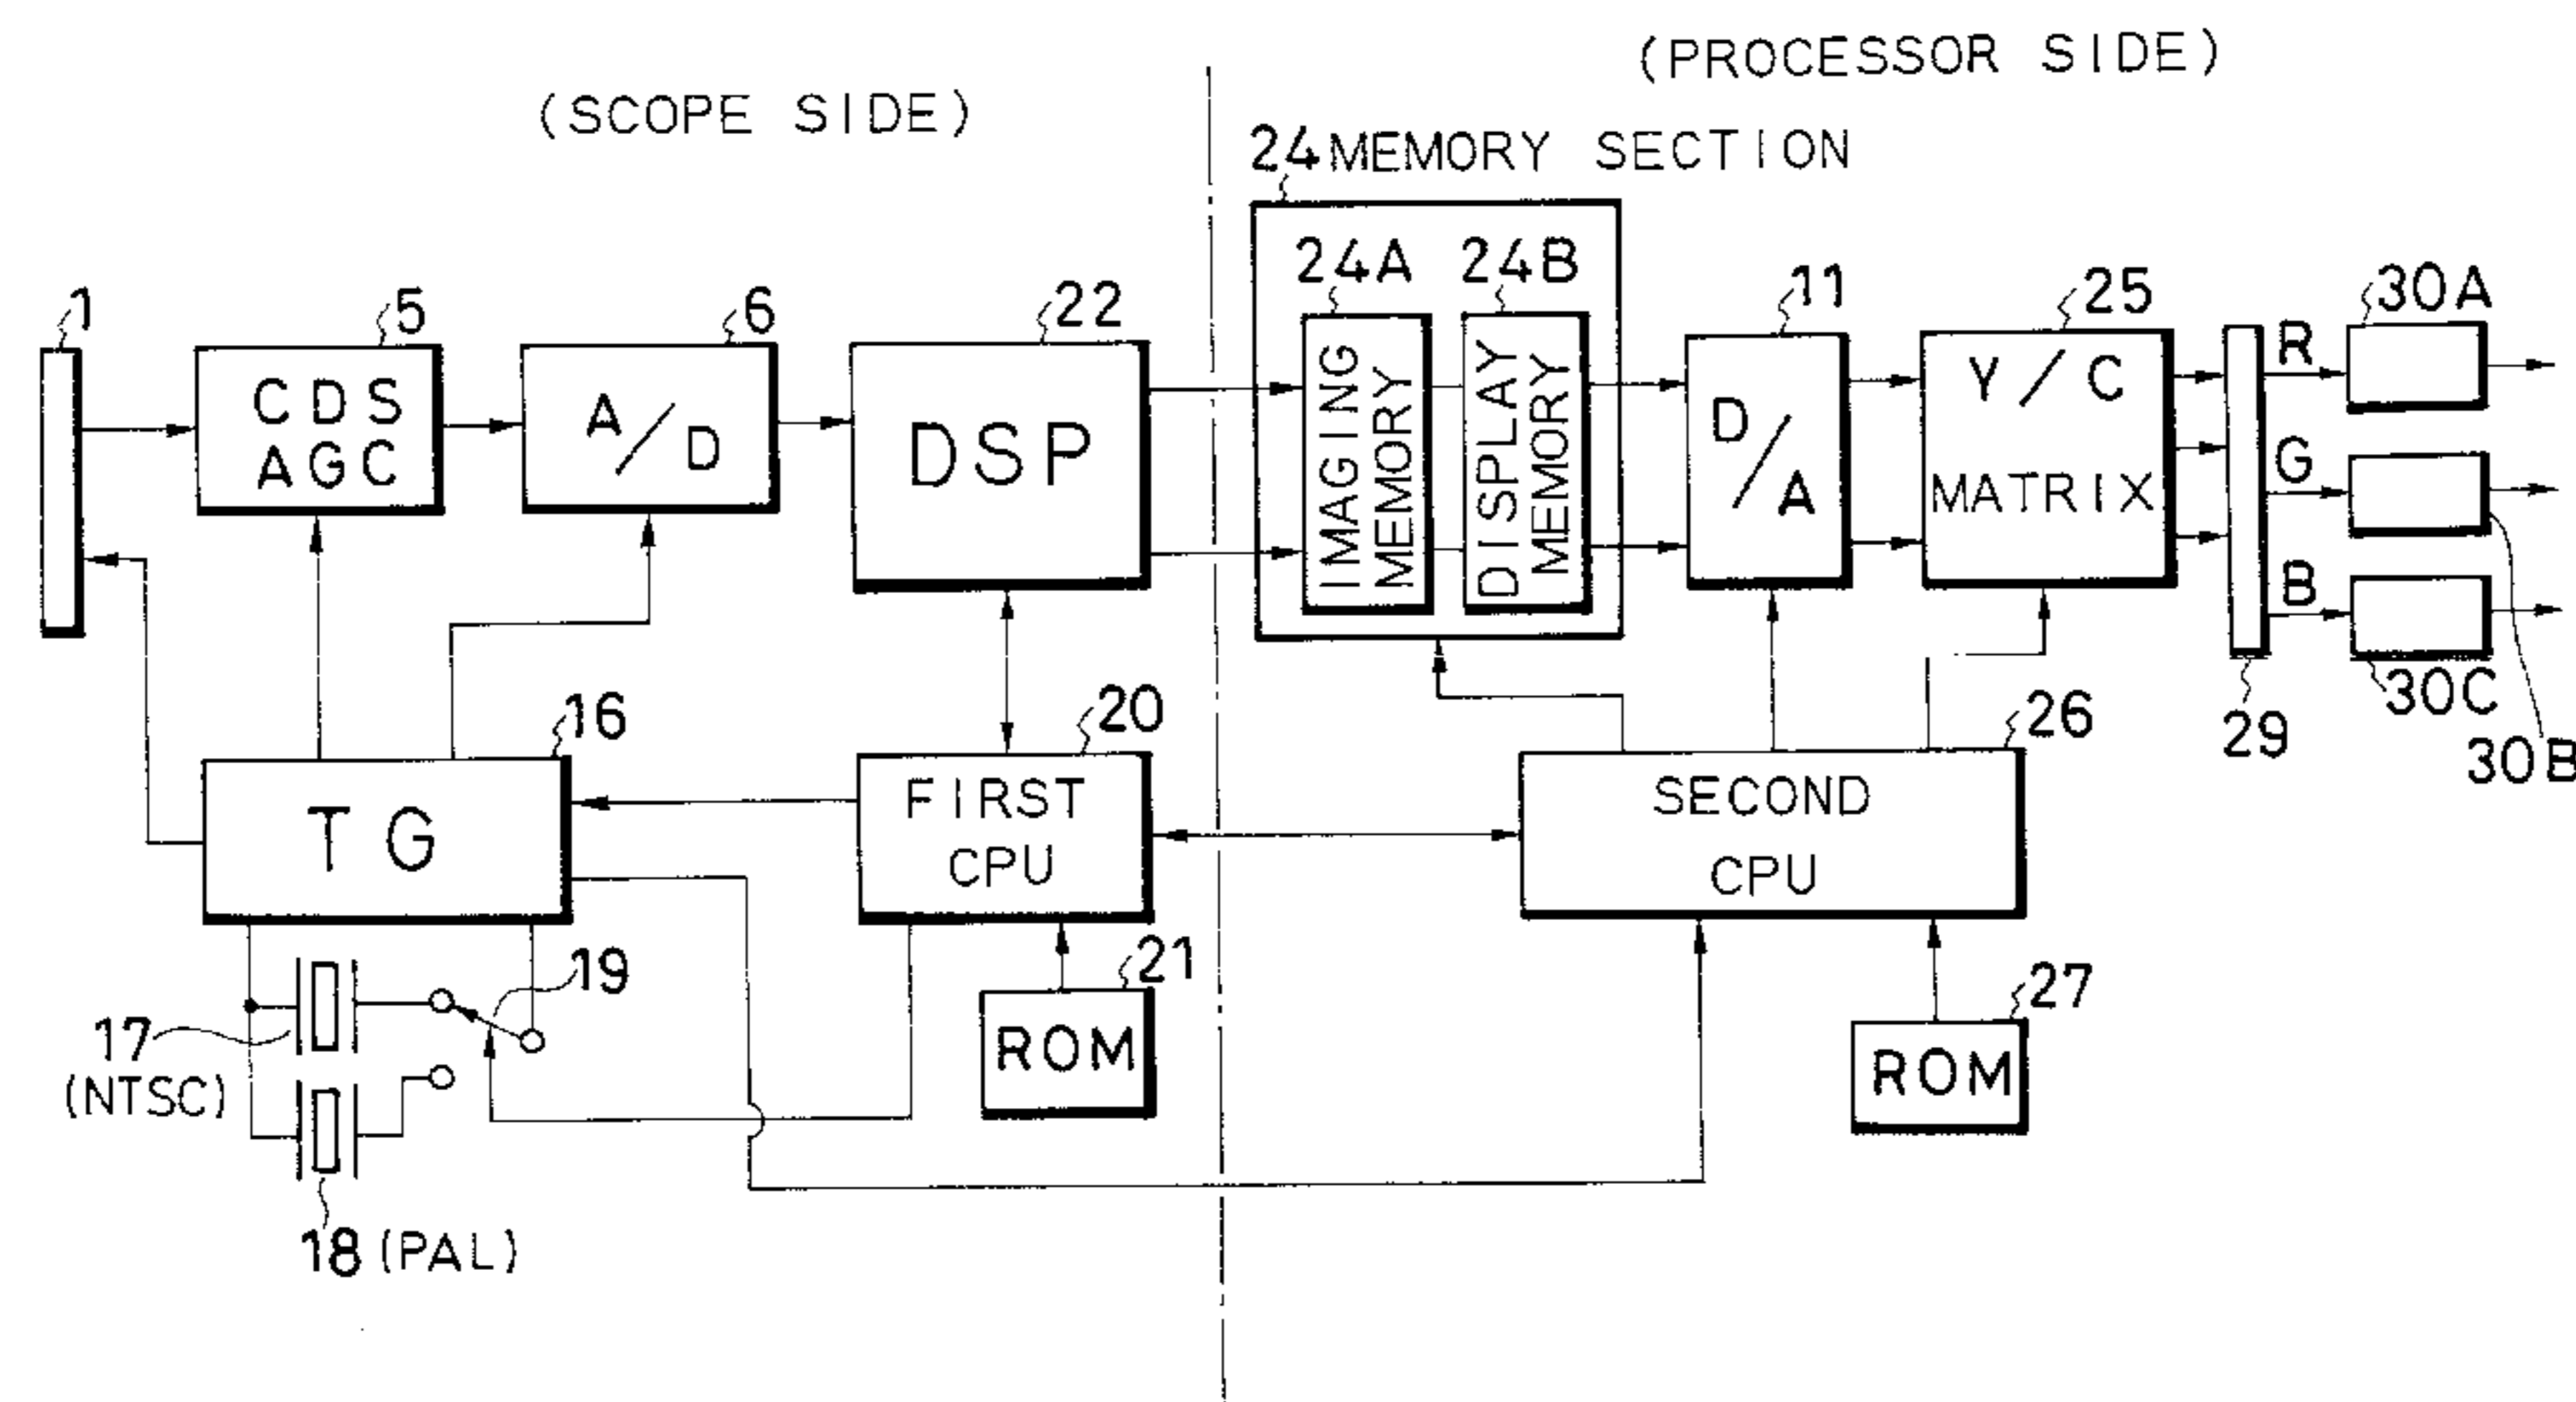 (SCOPE SIDE)
(PROCESSOR SIDE)
24 MEMORY SECTION
24A
24B
1
5
6
22
11
25
30A
CDS
AGC
A/D
DSP
IMAGING
MEMORY
DISPLAY
MEMORY
D/A
Y/C
MATRIX
R
G
B
16
20
26
29
30C
30B
TG
FIRST
CPU
SECOND
CPU
19
21
27
17
(NTSC)
ROM
ROM
18 (PAL)